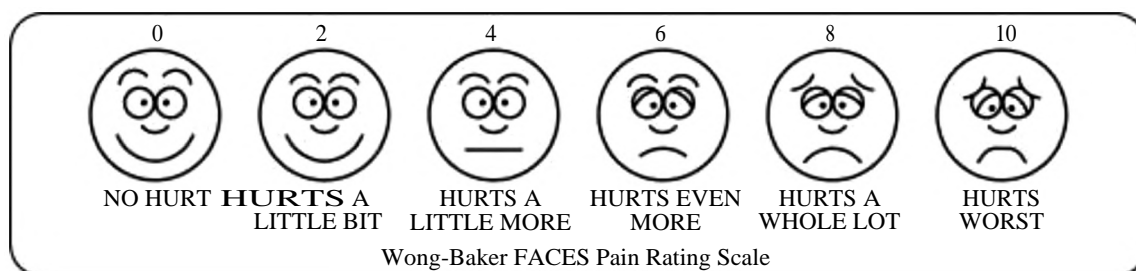 0 2 4 6 8 10
NO HURT HURTS A HURTS A HURTS EVEN HURTS A HURTS
LITTLE BIT LITTLE MORE MORE WHOLE LOT WORST
Wong-Baker FACES Pain Rating Scale